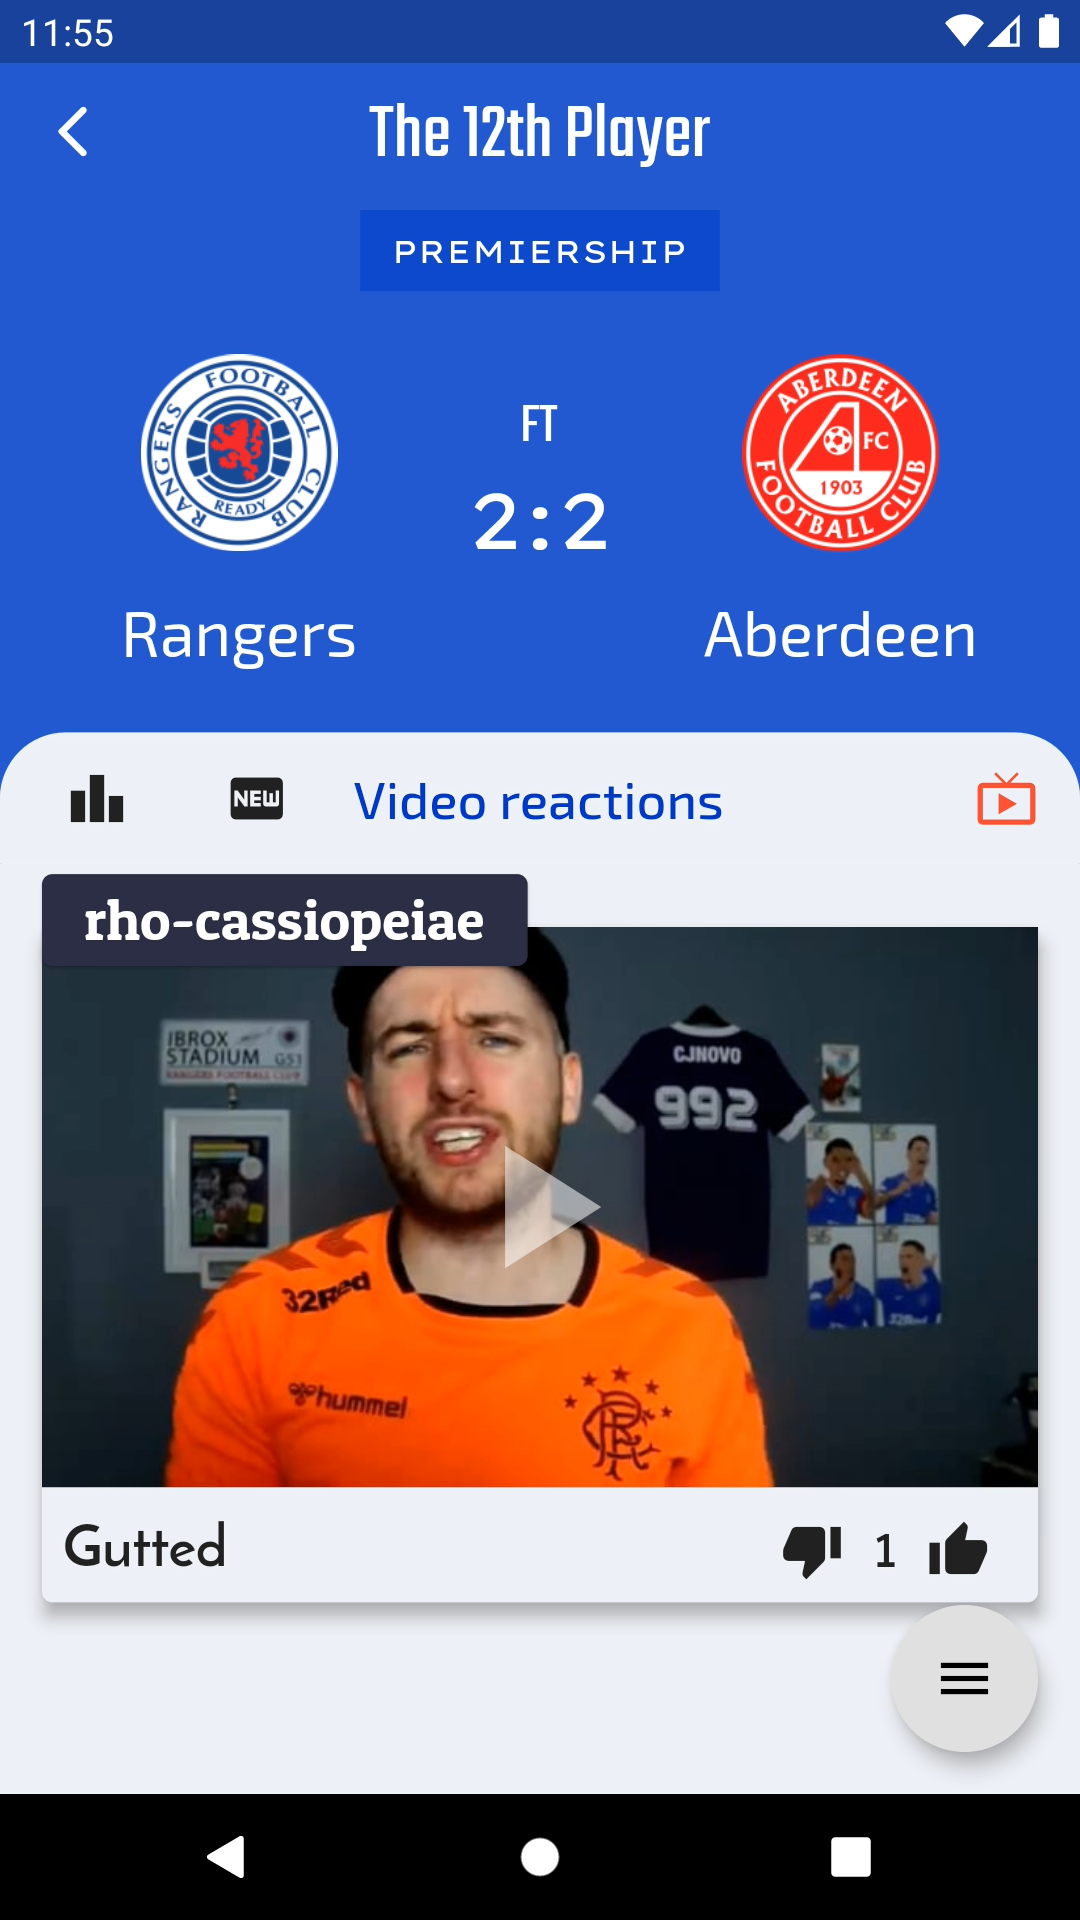 11:55
The 12th Player
PREMIERSHIP
RANGERS FOOTBALL CLUB
READY
FT
2:2
ABERDEEN
FC
1903
FOOTBALL CLUB
Rangers
Aberdeen
NEW
Video reactions
rho-cassiopeiae
IBROX
STADIUM G51
RANGERS FOOTBALL CLUB
CJNOVO
992
32Red
hummel
Gutted
1